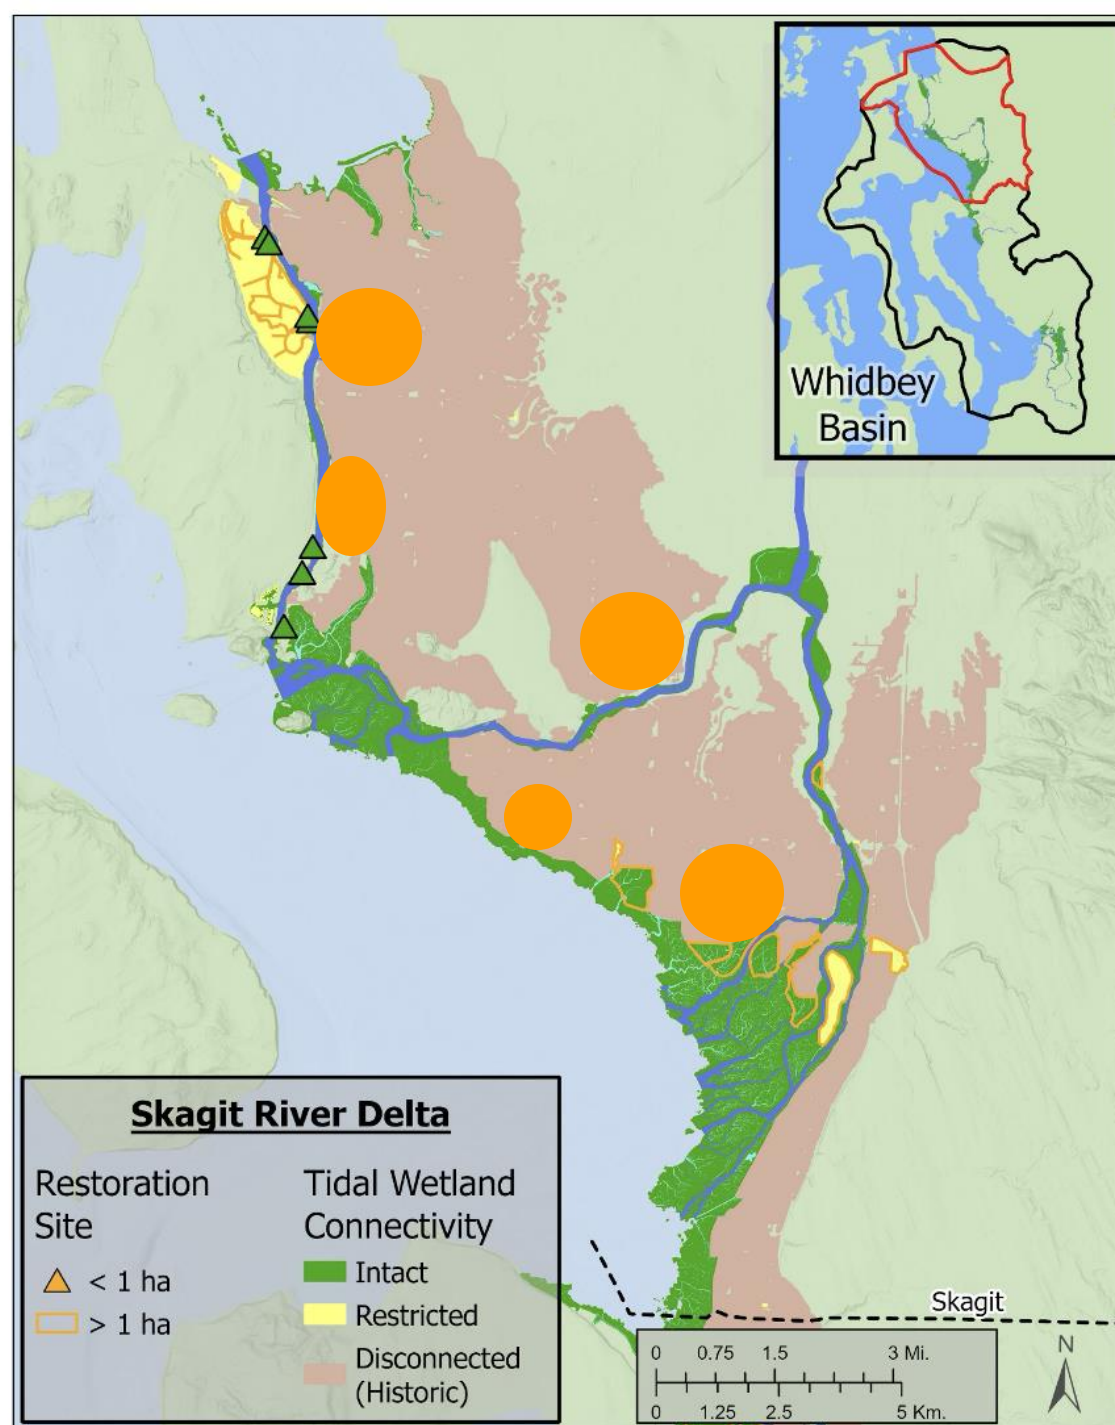 Whidbey
Basin
Skagit River Delta
Restoration
Site
< 1 ha
> 1 ha
Tidal Wetland
Connectivity
Intact
Restricted
Disconnected
(Historic)
Skagit
N
0 0.75 1.5 3 Mi.
0 1.25 2.5 5 Km.